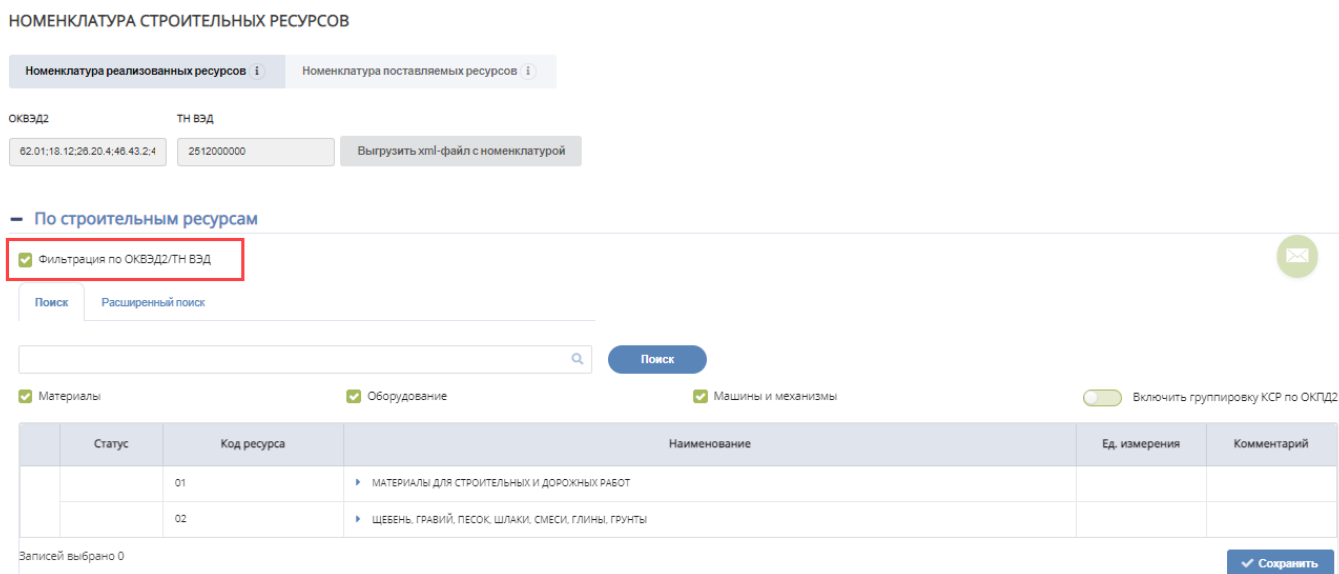 НОМЕНКЛАТУРА СТРОИТЕЛЬНЫХ РЕСУРСОВ
Номенклатура реализованных ресурсов i Номенклатура поставляемых ресурсов i
ОКВЭД2 ТН ВЭД
62.01;18.12;26.20.4;46.43.2;4 2512000000 Выгрузить xml-файл с номенклатурой
По строительным ресурсам
Фильтрация по ОКВЭД2/ТН ВЭД
Поиск Расширенный поиск
Поиск
Материалы Оборудование Машины и механизмы Включить группировку КСР по ОКПД2
Статус Код ресурса Наименование Ед. измерения Комментарий
01 МАТЕРИАЛЫ ДЛЯ СТРОИТЕЛЬНЫХ И ДОРОЖНЫХ РАБОТ
02 ЩЕБЕНЬ, ГРАВИЙ, ПЕСОК, ШЛАКИ, СМЕСИ, ГЛИНЫ, ГРУНТЫ
Записей выбрано 0
Сохранить